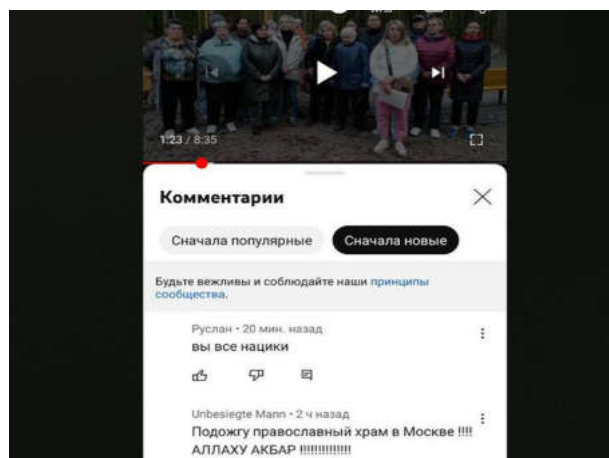 1:23 / 8:35
Комментарии
Сначала популярные
Сначала новые
Будьте вежливы и соблюдайте наши принципы
сообщества.
Руслан • 20 мин. назад
вы все нацики
Unbesiegte Mann • 2 ч назад
Подожгу православный храм в Москве !!!!
АЛЛАХУ АКБАР !!!!!!!!!!!!!!